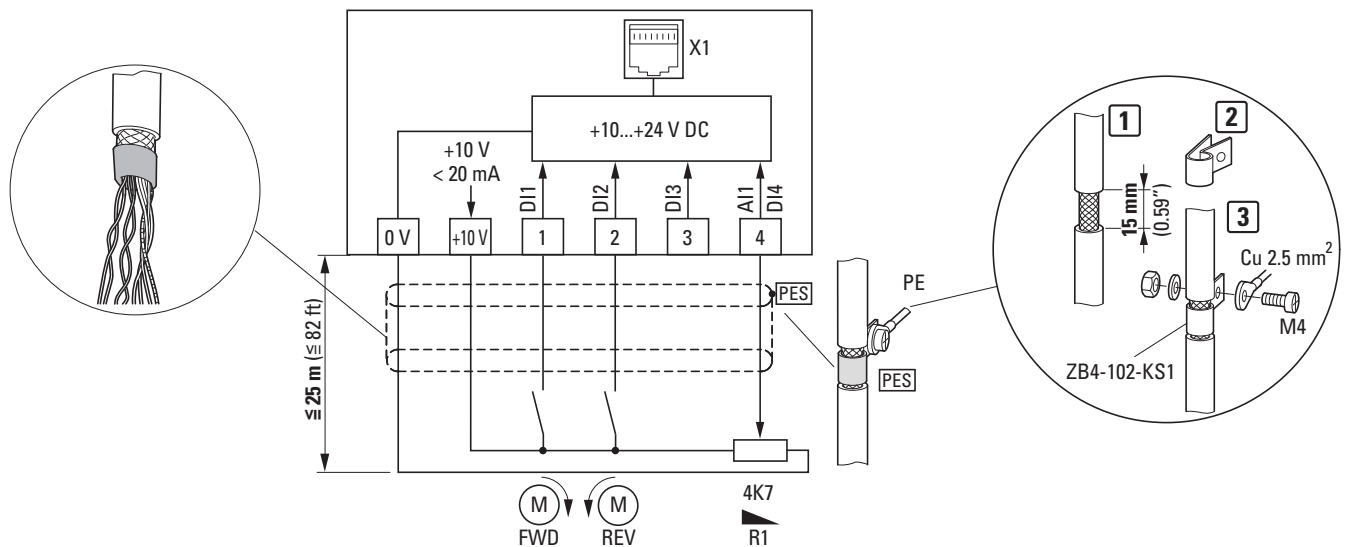 X1
+10...+24 V DC
+10 V
< 20 mA
DI1
DI2
DI3
AI1
DI4
0 V
+10 V
1
2
3
4
≦ 25 m (≦ 82 ft)
PES
M
FWD
M
REV
4K7
R1
PE
PES
1
2
15 mm
(0.59″)
3
Cu 2.5 mm²
M4
ZB4-102-KS1